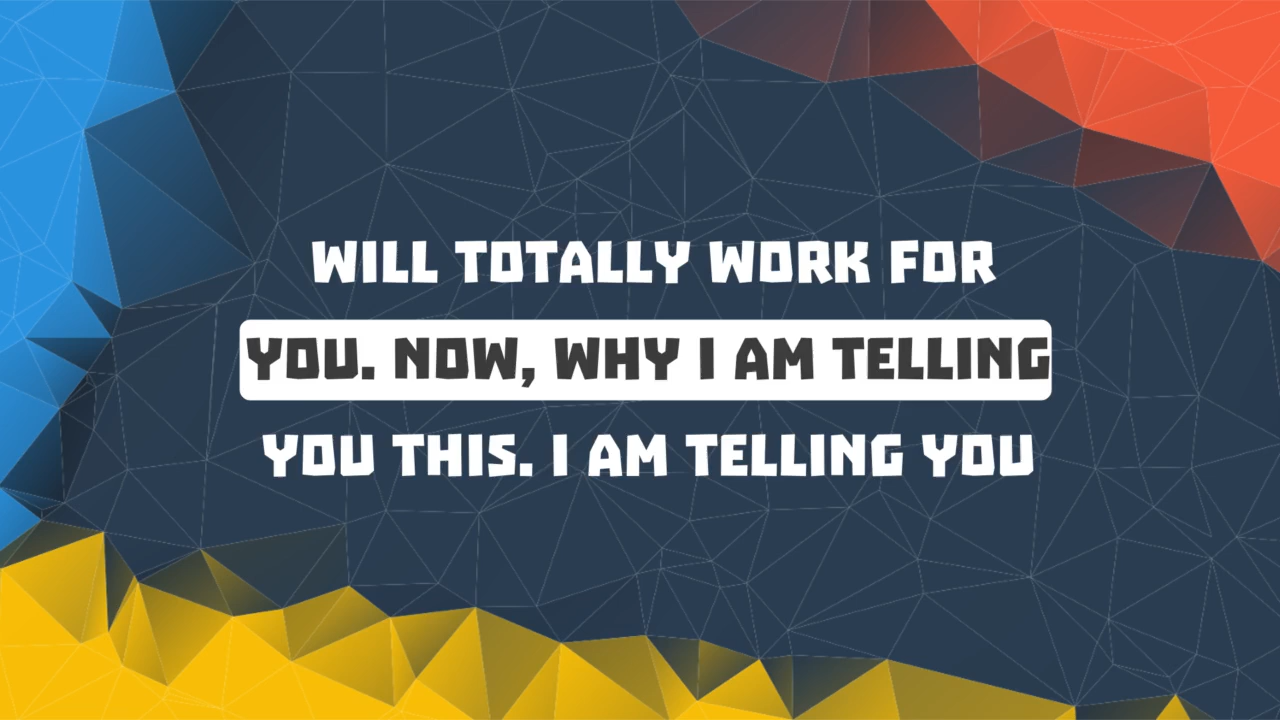 WILL TOTALLY WORK FOR
YOU. NOW, WHY I AM TELLING
YOU THIS. I AM TELLING YOU